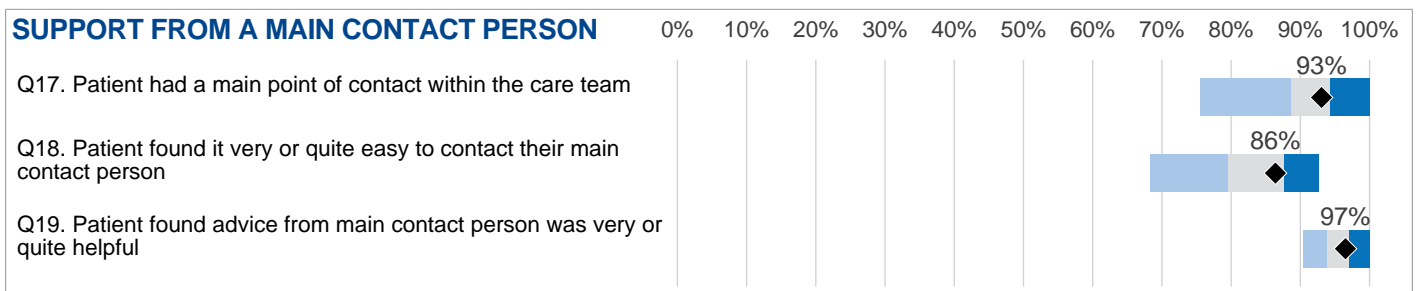 SUPPORT FROM A MAIN CONTACT PERSON 0% 10% 20% 30% 40% 50% 60% 70% 80% 90% 100%
93%
Q17. Patient had a main point of contact within the care team
86%
Q18. Patient found it very or quite easy to contact their main
contact person
97%
Q19. Patient found advice from main contact person was very or
quite helpful